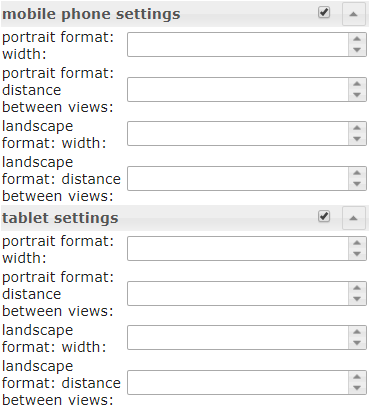 mobile phone settings
portrait format:
width:
portrait format:
distance
between views:
landscape
format: width:
landscape
format: distance
between views:
tablet settings
portrait format:
width:
portrait format:
distance
between views:
landscape
format: width:
landscape
format: distance
between views: